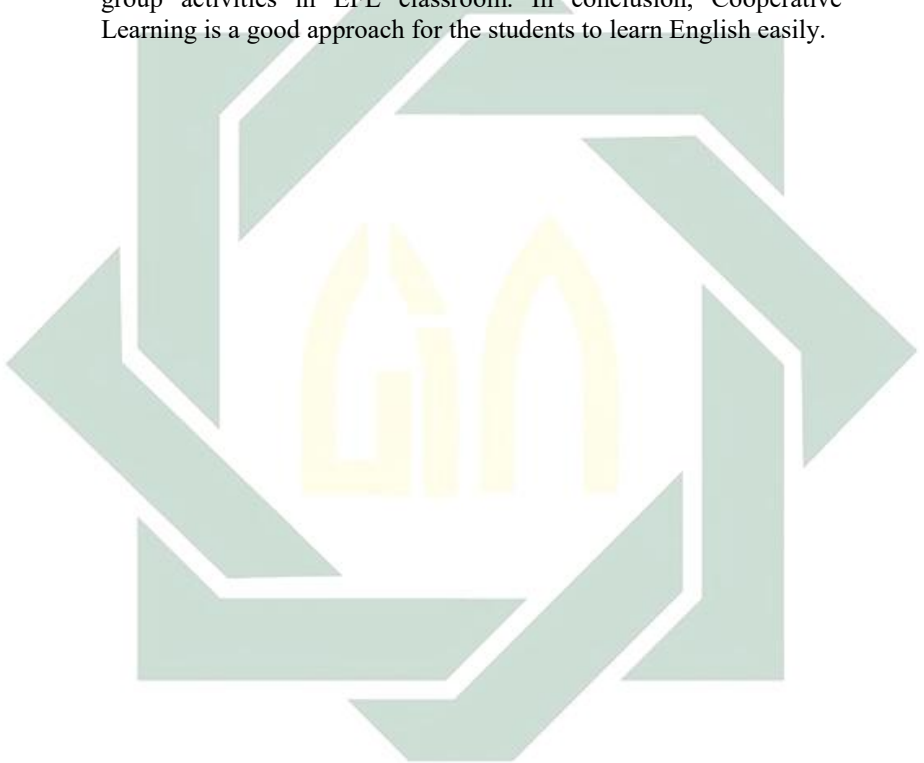 group activities in EFL classroom. In conclusion, Cooperative
Learning is a good approach for the students to learn English easily.